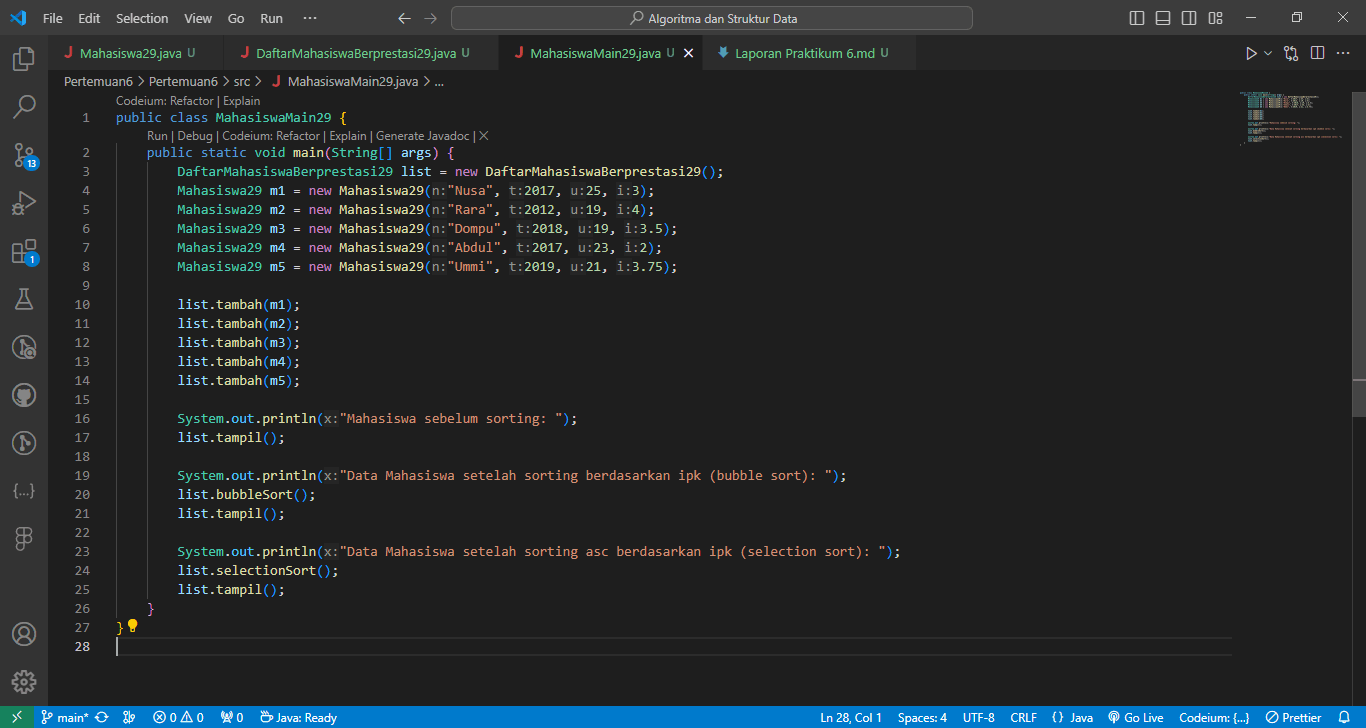 File Edit Selection View Go Run ··· Algoritma dan Struktur Data
Mahasiswa29.java U DaftarMahasiswaBerprestasi29.java U MahasiswaMain29.java U Laporan Praktikum 6.md U
Pertemuan6 > Pertemuan6 > src > MahasiswaMain29.java > ...
Codeium: Refactor | Explain
1 public class MahasiswaMain29 {
Run | Debug | Codeium: Refactor | Explain | Generate Javadoc | X
2 public static void main(String[] args) {
3 DaftarMahasiswaBerprestasi29 list = new DaftarMahasiswaBerprestasi29();
4 Mahasiswa29 m1 = new Mahasiswa29(n:"Nusa", t:2017, u:25, i:3);
5 Mahasiswa29 m2 = new Mahasiswa29(n:"Rara", t:2012, u:19, i:4);
6 Mahasiswa29 m3 = new Mahasiswa29(n:"Dompu", t:2018, u:19, i:3.5);
7 Mahasiswa29 m4 = new Mahasiswa29(n:"Abdul", t:2017, u:23, i:2);
8 Mahasiswa29 m5 = new Mahasiswa29(n:"Ummi", t:2019, u:21, i:3.75);
9
10 list.tambah(m1);
11 list.tambah(m2);
12 list.tambah(m3);
13 list.tambah(m4);
14 list.tambah(m5);
15
16 System.out.println(x:"Mahasiswa sebelum sorting: ");
17 list.tampil();
18
19 System.out.println(x:"Data Mahasiswa setelah sorting berdasarkan ipk (bubble sort): ");
20 list.bubbleSort();
21 list.tampil();
22
23 System.out.println(x:"Data Mahasiswa setelah sorting asc berdasarkan ipk (selection sort): ");
24 list.selectionSort();
25 list.tampil();
26 }
27 }
28
13
1
{...}
main* 0 0 0 Java: Ready Ln 28, Col 1 Spaces: 4 UTF-8 CRLF {} Java Go Live Codeium: {...} Prettier